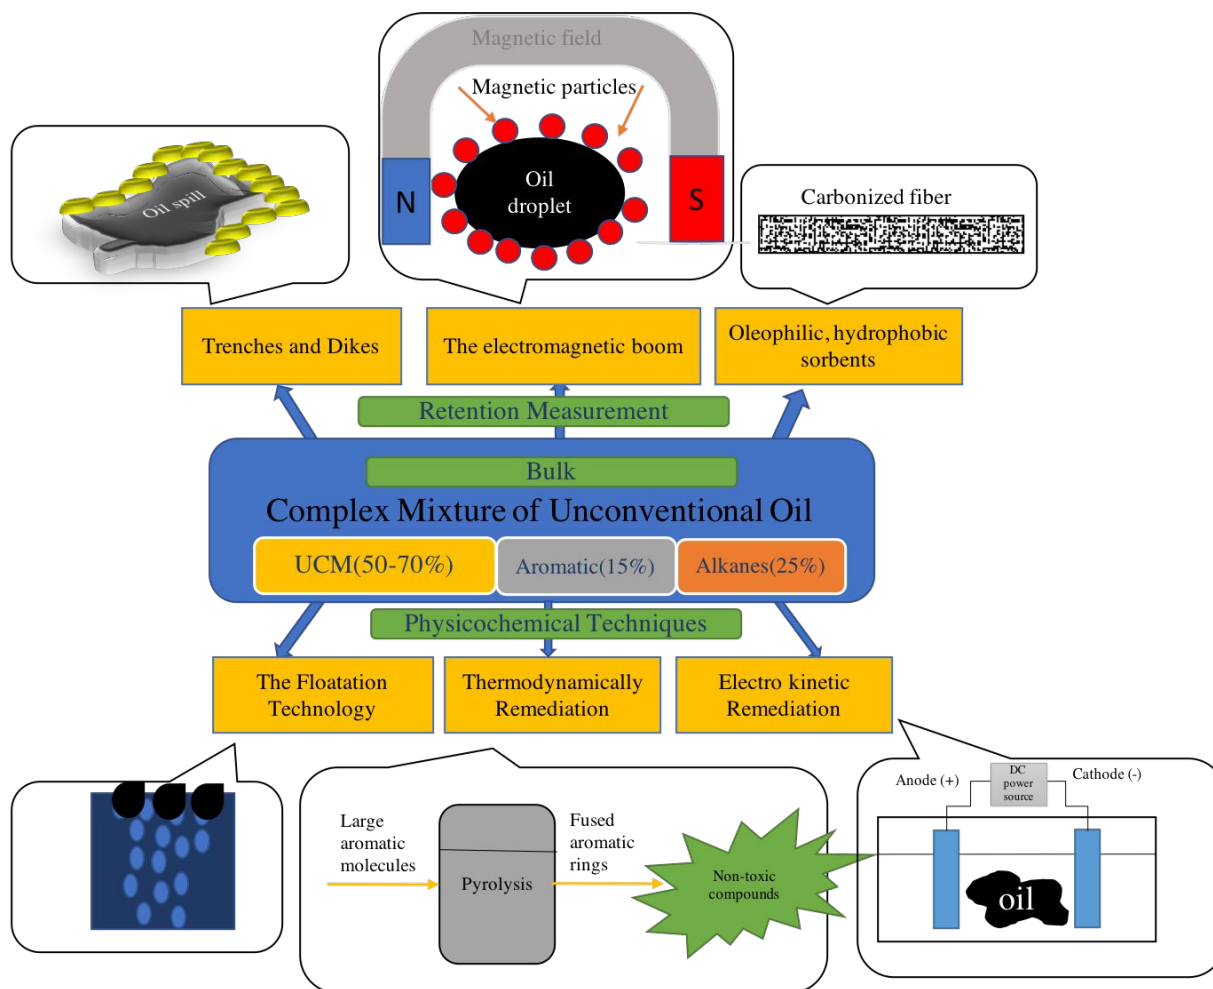 Magnetic field
Magnetic particles
Oil spill
N
Oil
droplet
S
Carbonized fiber
Trenches and Dikes
The electromagnetic boom
Oleophilic, hydrophobic
sorbents
Retention Measurement
Bulk
Complex Mixture of Unconventional Oil
UCM(50-70%)
Aromatic(15%)
Alkanes(25%)
Physicochemical Techniques
The Floatation
Technology
Thermodynamically
Remediation
Electro kinetic
Remediation
Large
aromatic
molecules
Pyrolysis
Fused
aromatic
rings
Non-toxic
compounds
Anode (+)
DC
power
source
Cathode (-)
oil